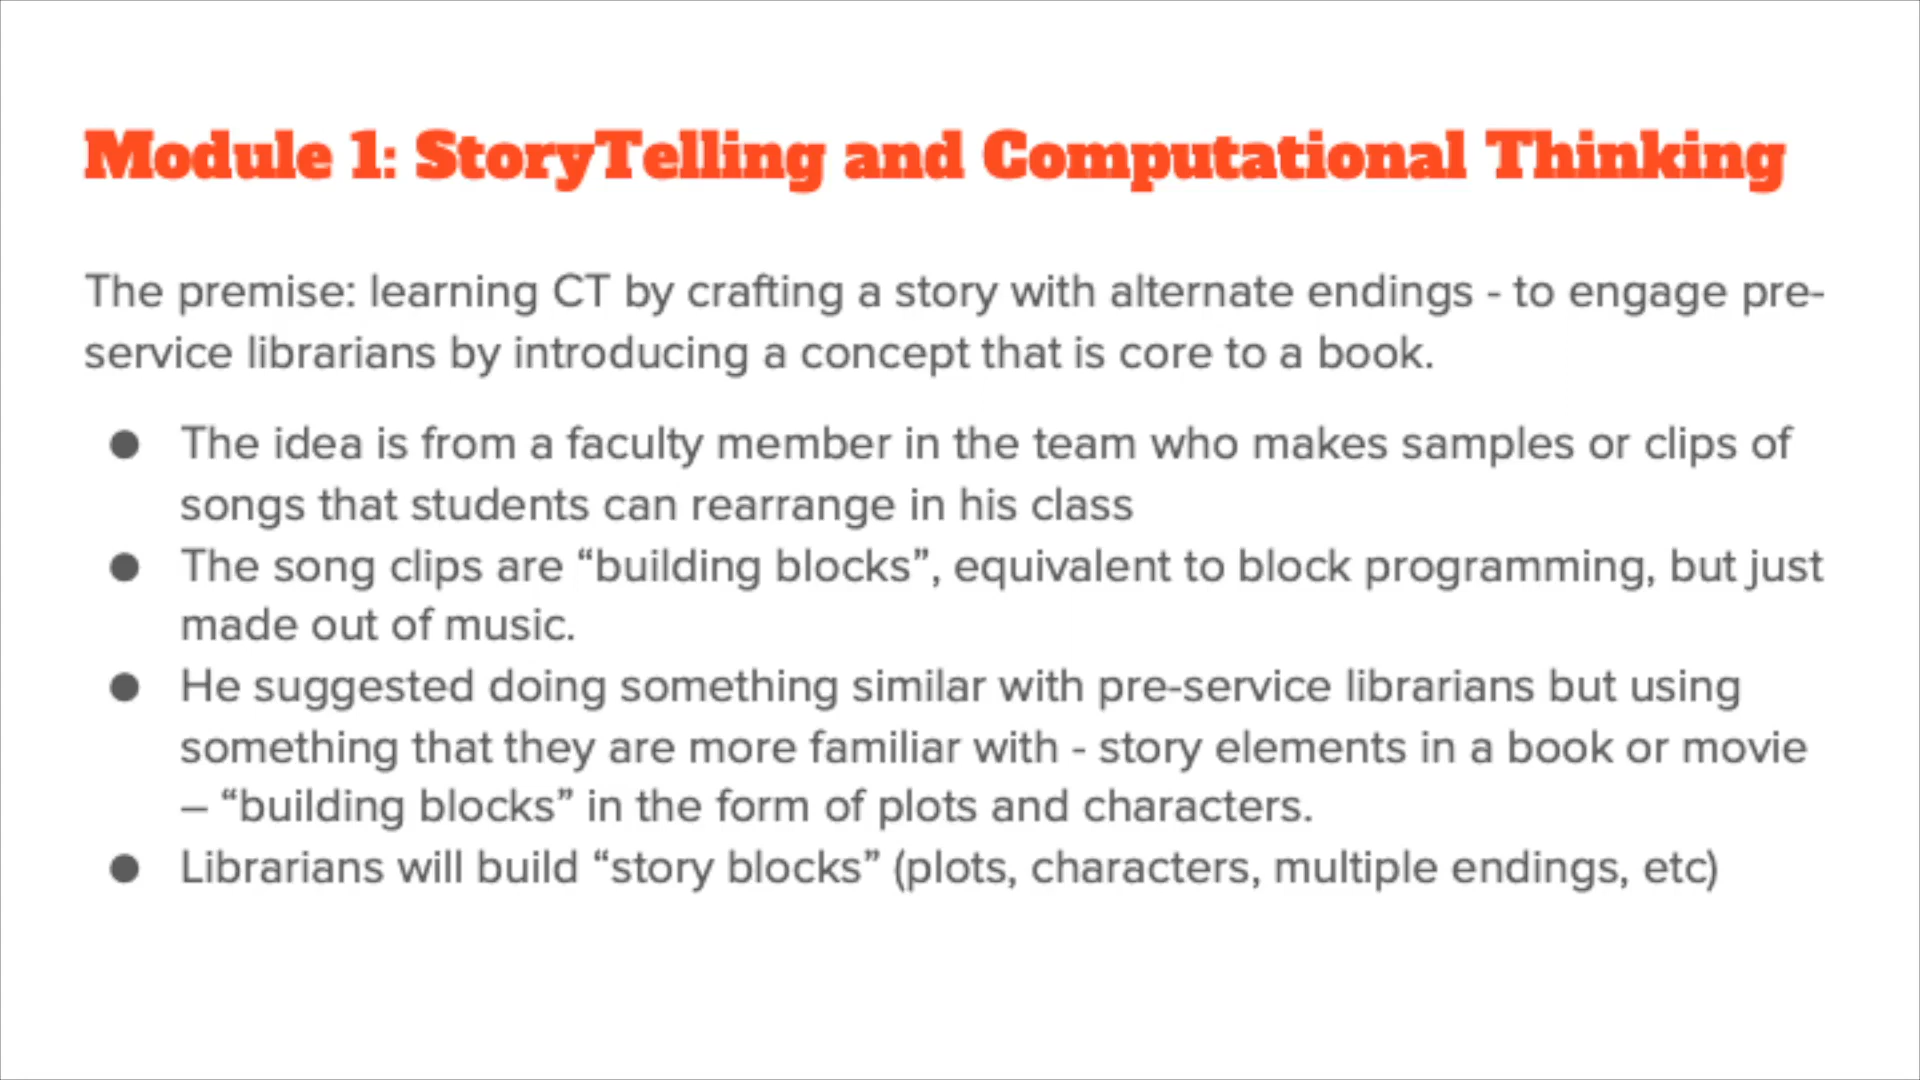 Module 1: StoryTelling and Computational Thinking
The premise: learning CT by crafting a story with alternate endings - to engage pre-
service librarians by introducing a concept that is core to a book.
● The idea is from a faculty member in the team who makes samples or clips of
songs that students can rearrange in his class
● The song clips are “building blocks”, equivalent to block programming, but just
made out of music.
● He suggested doing something similar with pre-service librarians but using
something that they are more familiar with - story elements in a book or movie
– “building blocks” in the form of plots and characters.
● Librarians will build “story blocks” (plots, characters, multiple endings, etc)